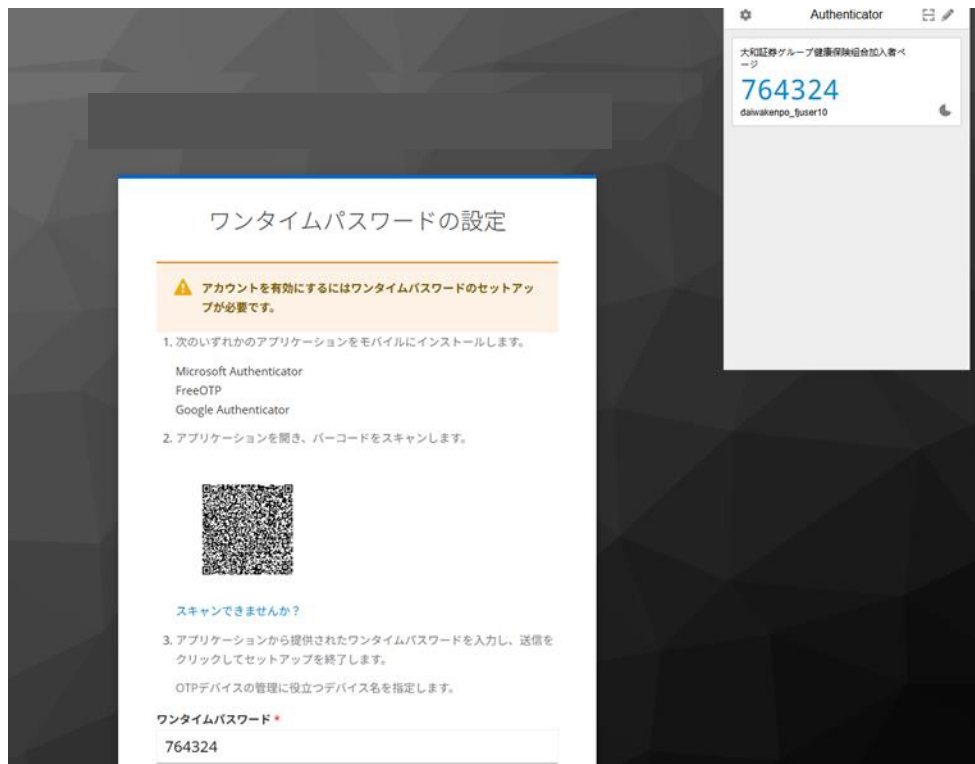 ワンタイムパスワードの設定
アカウントを有効にするにはワンタイムパスワードのセットアッ
プが必要です。
1. 次のいずれかのアプリケーションをモバイルにインストールします。
Microsoft Authenticator
FreeOTP
Google Authenticator
2. アプリケーションを開き、バーコードをスキャンします。
スキャンできませんか？
3. アプリケーションから提供されたワンタイムパスワードを入力し、送信を
クリックしてセットアップを終了します。
OTPデバイスの管理に役立つデバイス名を指定します。
ワンタイムパスワード *
764324
Authenticator
大和証券グループ健康保険組合加入者ペ
ージ
764324
daiwakenpo_fjuser10